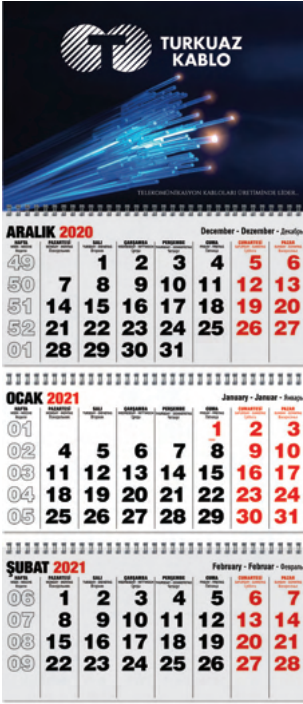 TURKUAZ
KABLO
TELEKOMÜNİKASYON KABLOLARI ÜRETİMİNDE LİDER...
ARALIK 2020 December - Dezember - Декабрь
HAFTA PAZARTESİ SALI ÇARŞAMBA PERŞEMBE CUMA CUMARTESİ PAZAR
49 1 2 3 4 5 6
50 7 8 9 10 11 12 13
51 14 15 16 17 18 19 20
52 21 22 23 24 25 26 27
01 28 29 30 31
OCAK 2021 January - Januar - Январь
HAFTA PAZARTESİ SALI ÇARŞAMBA PERŞEMBE CUMA CUMARTESİ PAZAR
01 1 2 3
02 4 5 6 7 8 9 10
03 11 12 13 14 15 16 17
04 18 19 20 21 22 23 24
05 25 26 27 28 29 30 31
ŞUBAT 2021 February - Februar - Февраль
HAFTA PAZARTESİ SALI ÇARŞAMBA PERŞEMBE CUMA CUMARTESİ PAZAR
06 1 2 3 4 5 6 7
07 8 9 10 11 12 13 14
08 15 16 17 18 19 20 21
09 22 23 24 25 26 27 28